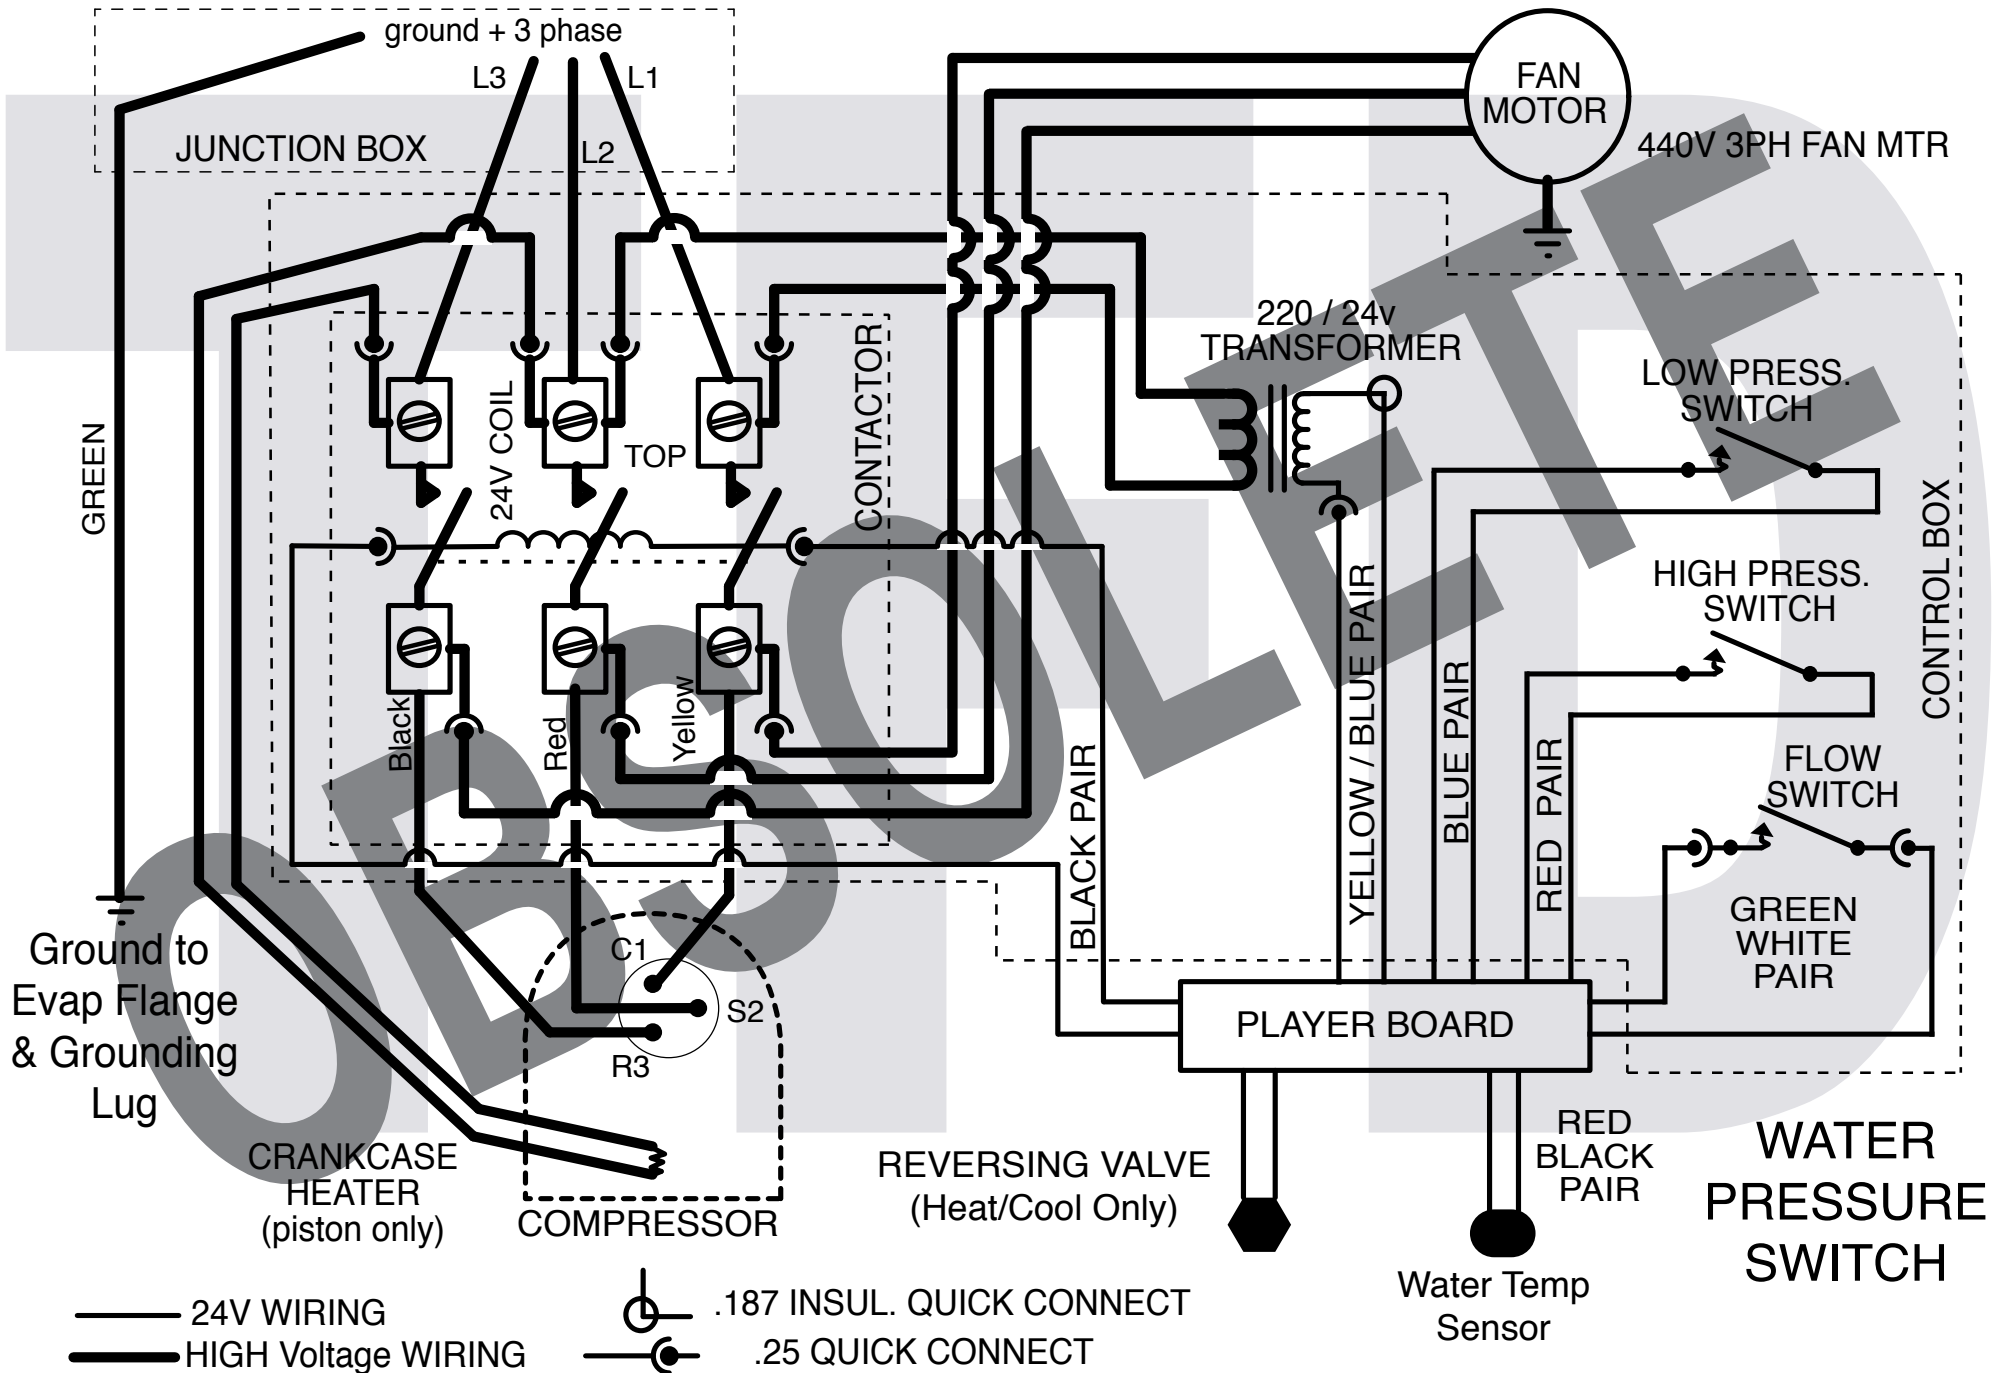 ground + 3 phase
L3
L1
L2
JUNCTION BOX
FAN
MOTOR
440V 3PH FAN MTR
220 / 24v
TRANSFORMER
LOW PRESS.
SWITCH
GREEN
24V COIL
TOP
CONTACTOR
CONTROL BOX
HIGH PRESS.
SWITCH
Black
Red
Yellow
BLACK PAIR
YELLOW / BLUE PAIR
BLUE PAIR
RED PAIR
FLOW
SWITCH
GREEN
WHITE
PAIR
Ground to
Evap Flange
& Grounding
Lug
C1
S2
R3
PLAYER BOARD
CRANKCASE
HEATER
(piston only)
COMPRESSOR
REVERSING VALVE
(Heat/Cool Only)
RED
BLACK
PAIR
Water Temp
Sensor
WATER
PRESSURE
SWITCH
24V WIRING
HIGH Voltage WIRING
.187 INSUL. QUICK CONNECT
.25 QUICK CONNECT
OBSOLETE
TTD